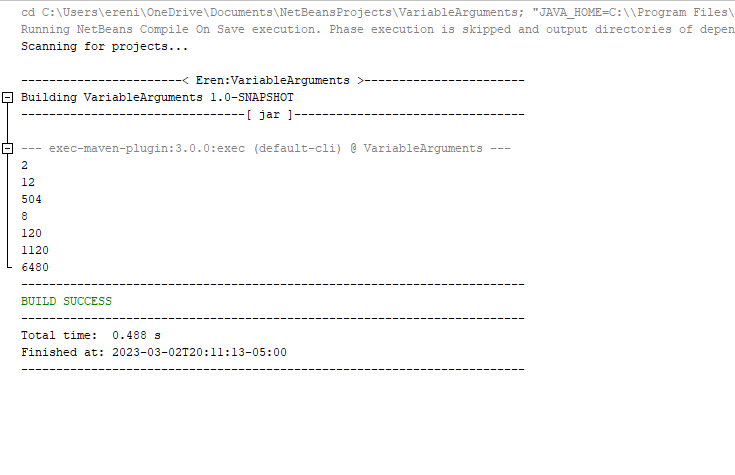 cd C:\Users\ereni\OneDrive\Documents\NetBeansProjects\VariableArguments; "JAVA_HOME=C:\\Program Files\
Running NetBeans Compile On Save execution. Phase execution is skipped and output directories of depen
Scanning for projects...
-----------------------< Eren:VariableArguments >-----------------------
Building VariableArguments 1.0-SNAPSHOT
--------------------------------[ jar ]---------------------------------
--- exec-maven-plugin:3.0.0:exec (default-cli) @ VariableArguments ---
2
12
504
8
120
1120
6480
------------------------------------------------------------------------
BUILD SUCCESS
------------------------------------------------------------------------
Total time:  0.488 s
Finished at: 2023-03-02T20:11:13-05:00
------------------------------------------------------------------------